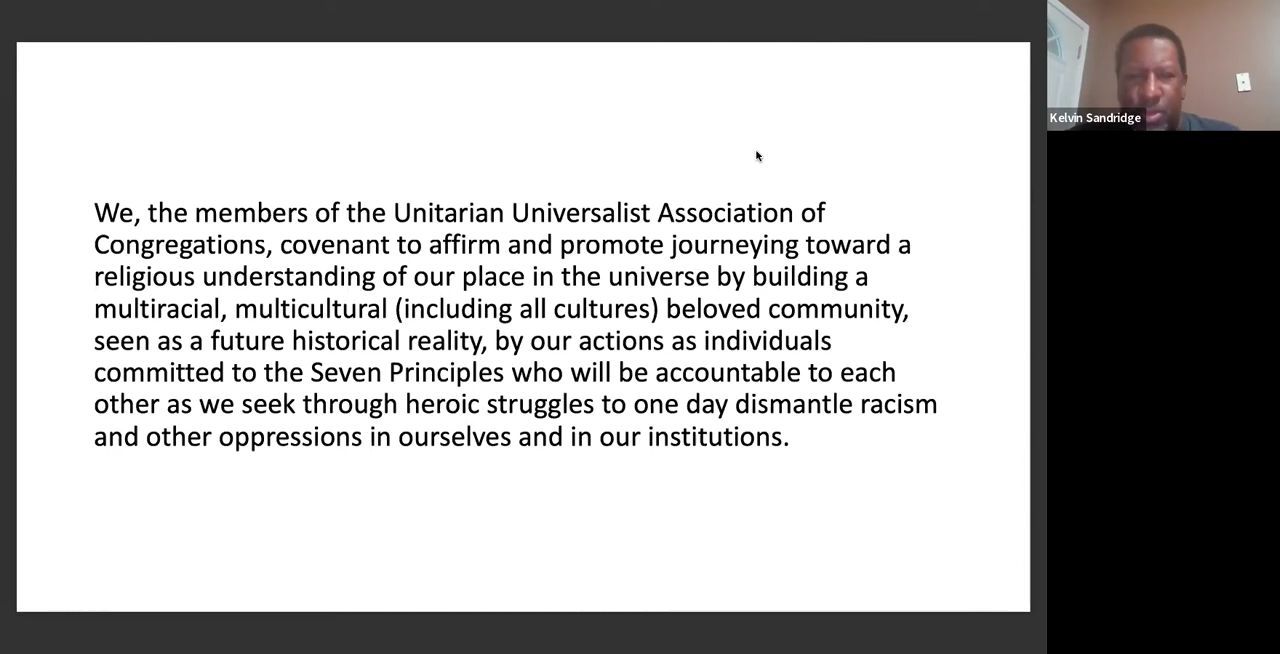 We, the members of the Unitarian Universalist Association of
Congregations, covenant to affirm and promote journeying toward a
religious understanding of our place in the universe by building a
multiracial, multicultural (including all cultures) beloved community,
seen as a future historical reality, by our actions as individuals
committed to the Seven Principles who will be accountable to each
other as we seek through heroic struggles to one day dismantle racism
and other oppressions in ourselves and in our institutions.
Kelvin Sandridge